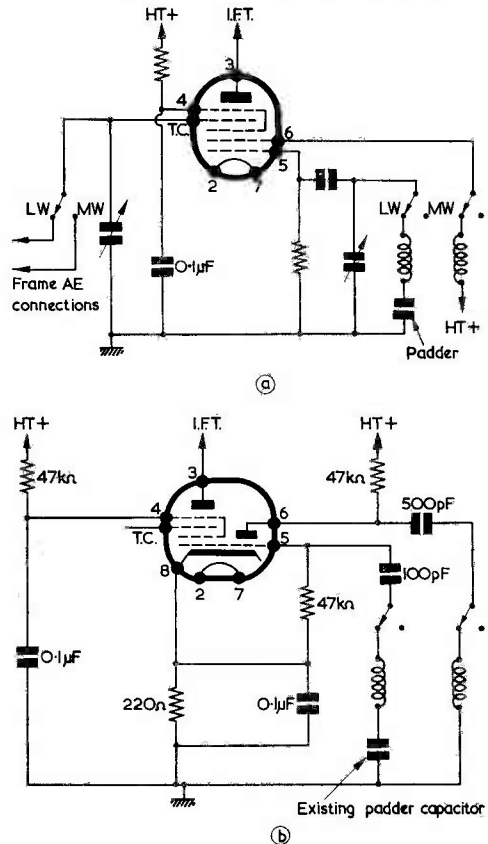 HT+
I.F.T.
3
4
T.C.
6
5
2
7
LW
MW
LW
MW
0·1µF
Frame AE
connections
HT+
Padder
a
HT+
I.F.T.
HT+
47kΩ
3
47kΩ
500pF
4
6
T.C.
5
8
2
7
100pF
47kΩ
0·1µF
220Ω
0·1µF
Existing padder capacitor
b